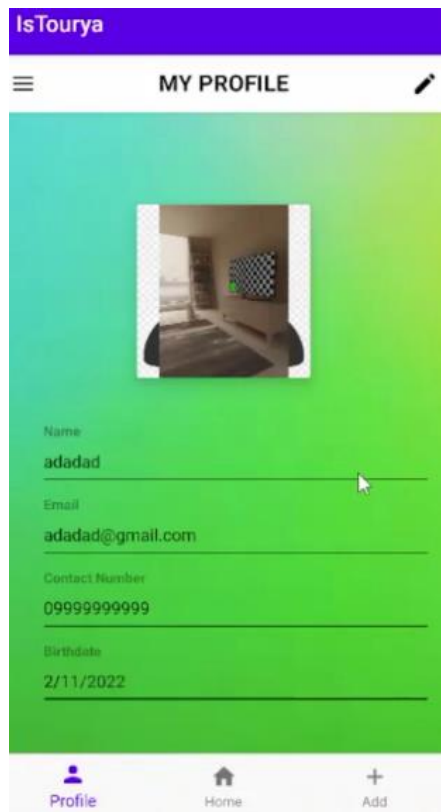 IsTourya
MY PROFILE
Name
adadad
Email
adadad@gmail.com
Contact Number
09999999999
Birthdate
2/11/2022
Profile
Home
Add